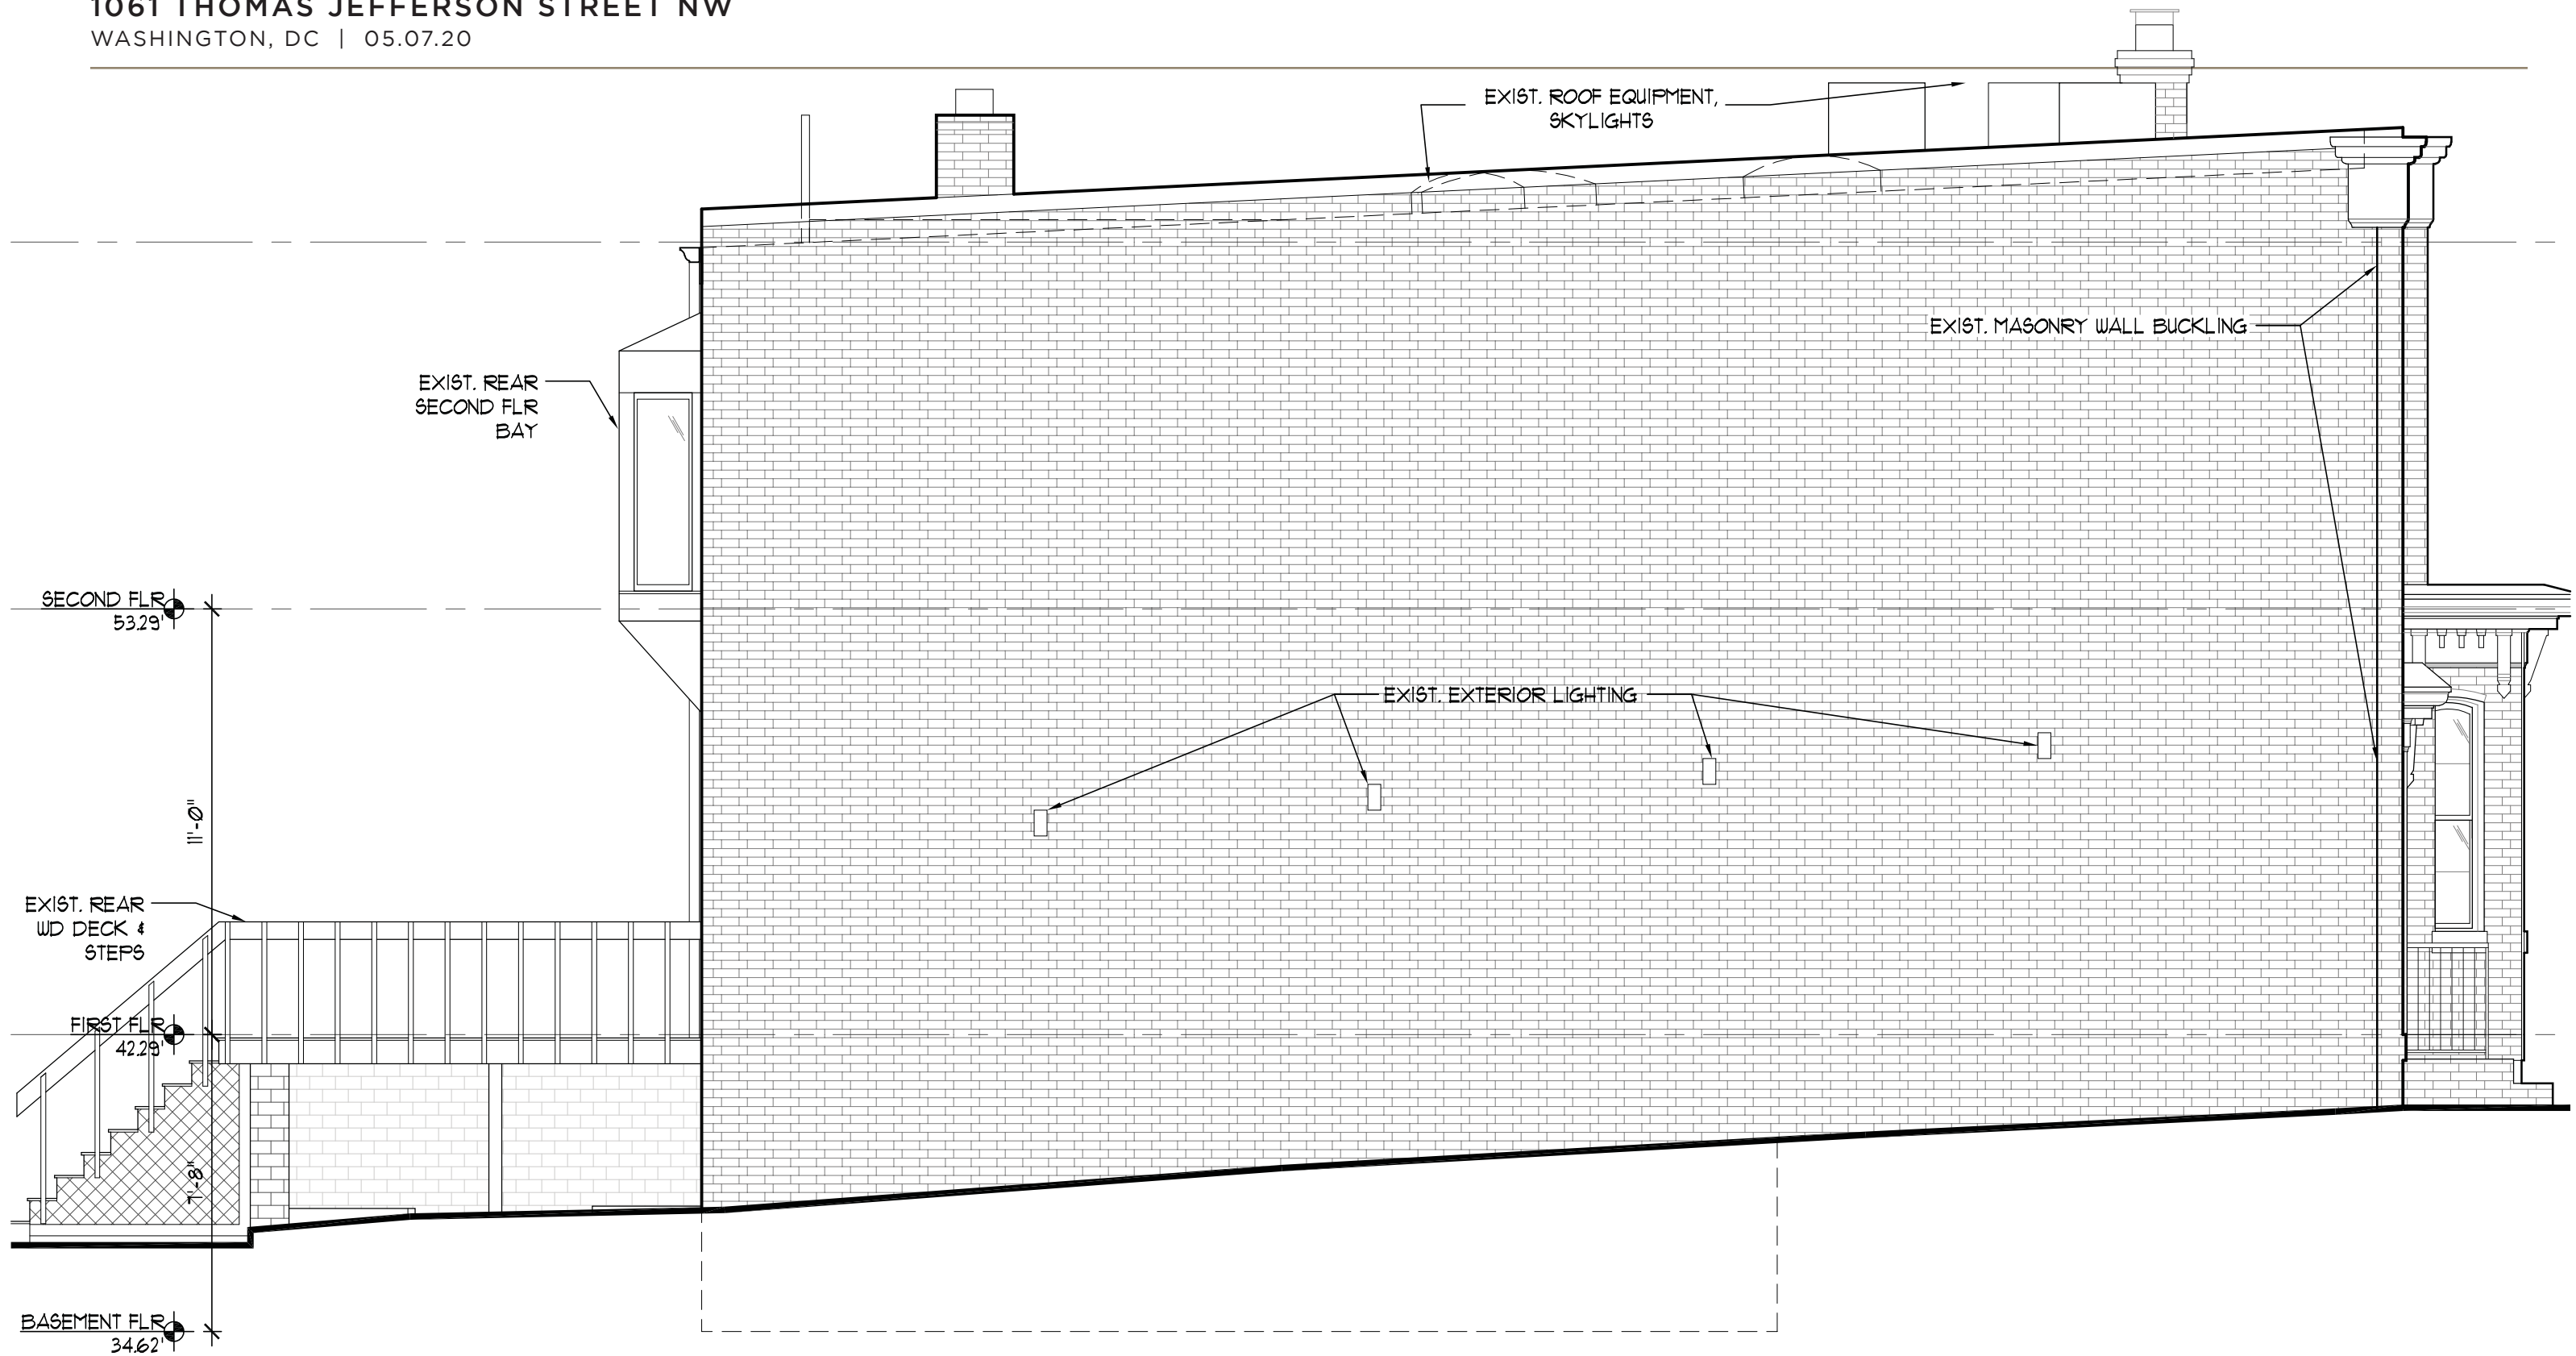 1061 THOMAS JEFFERSON STREET NW
WASHINGTON, DC | 05.07.20
EXIST. ROOF EQUIPMENT,
SKYLIGHTS
EXIST. MASONRY WALL BUCKLING
EXIST. REAR
SECOND FLR
BAY
SECOND FLR
53.29'
EXIST. EXTERIOR LIGHTING
11'-0"
EXIST. REAR
WD DECK &
STEPS
FIRST FLR
42.29'
7'-8"
BASEMENT FLR
34.62'